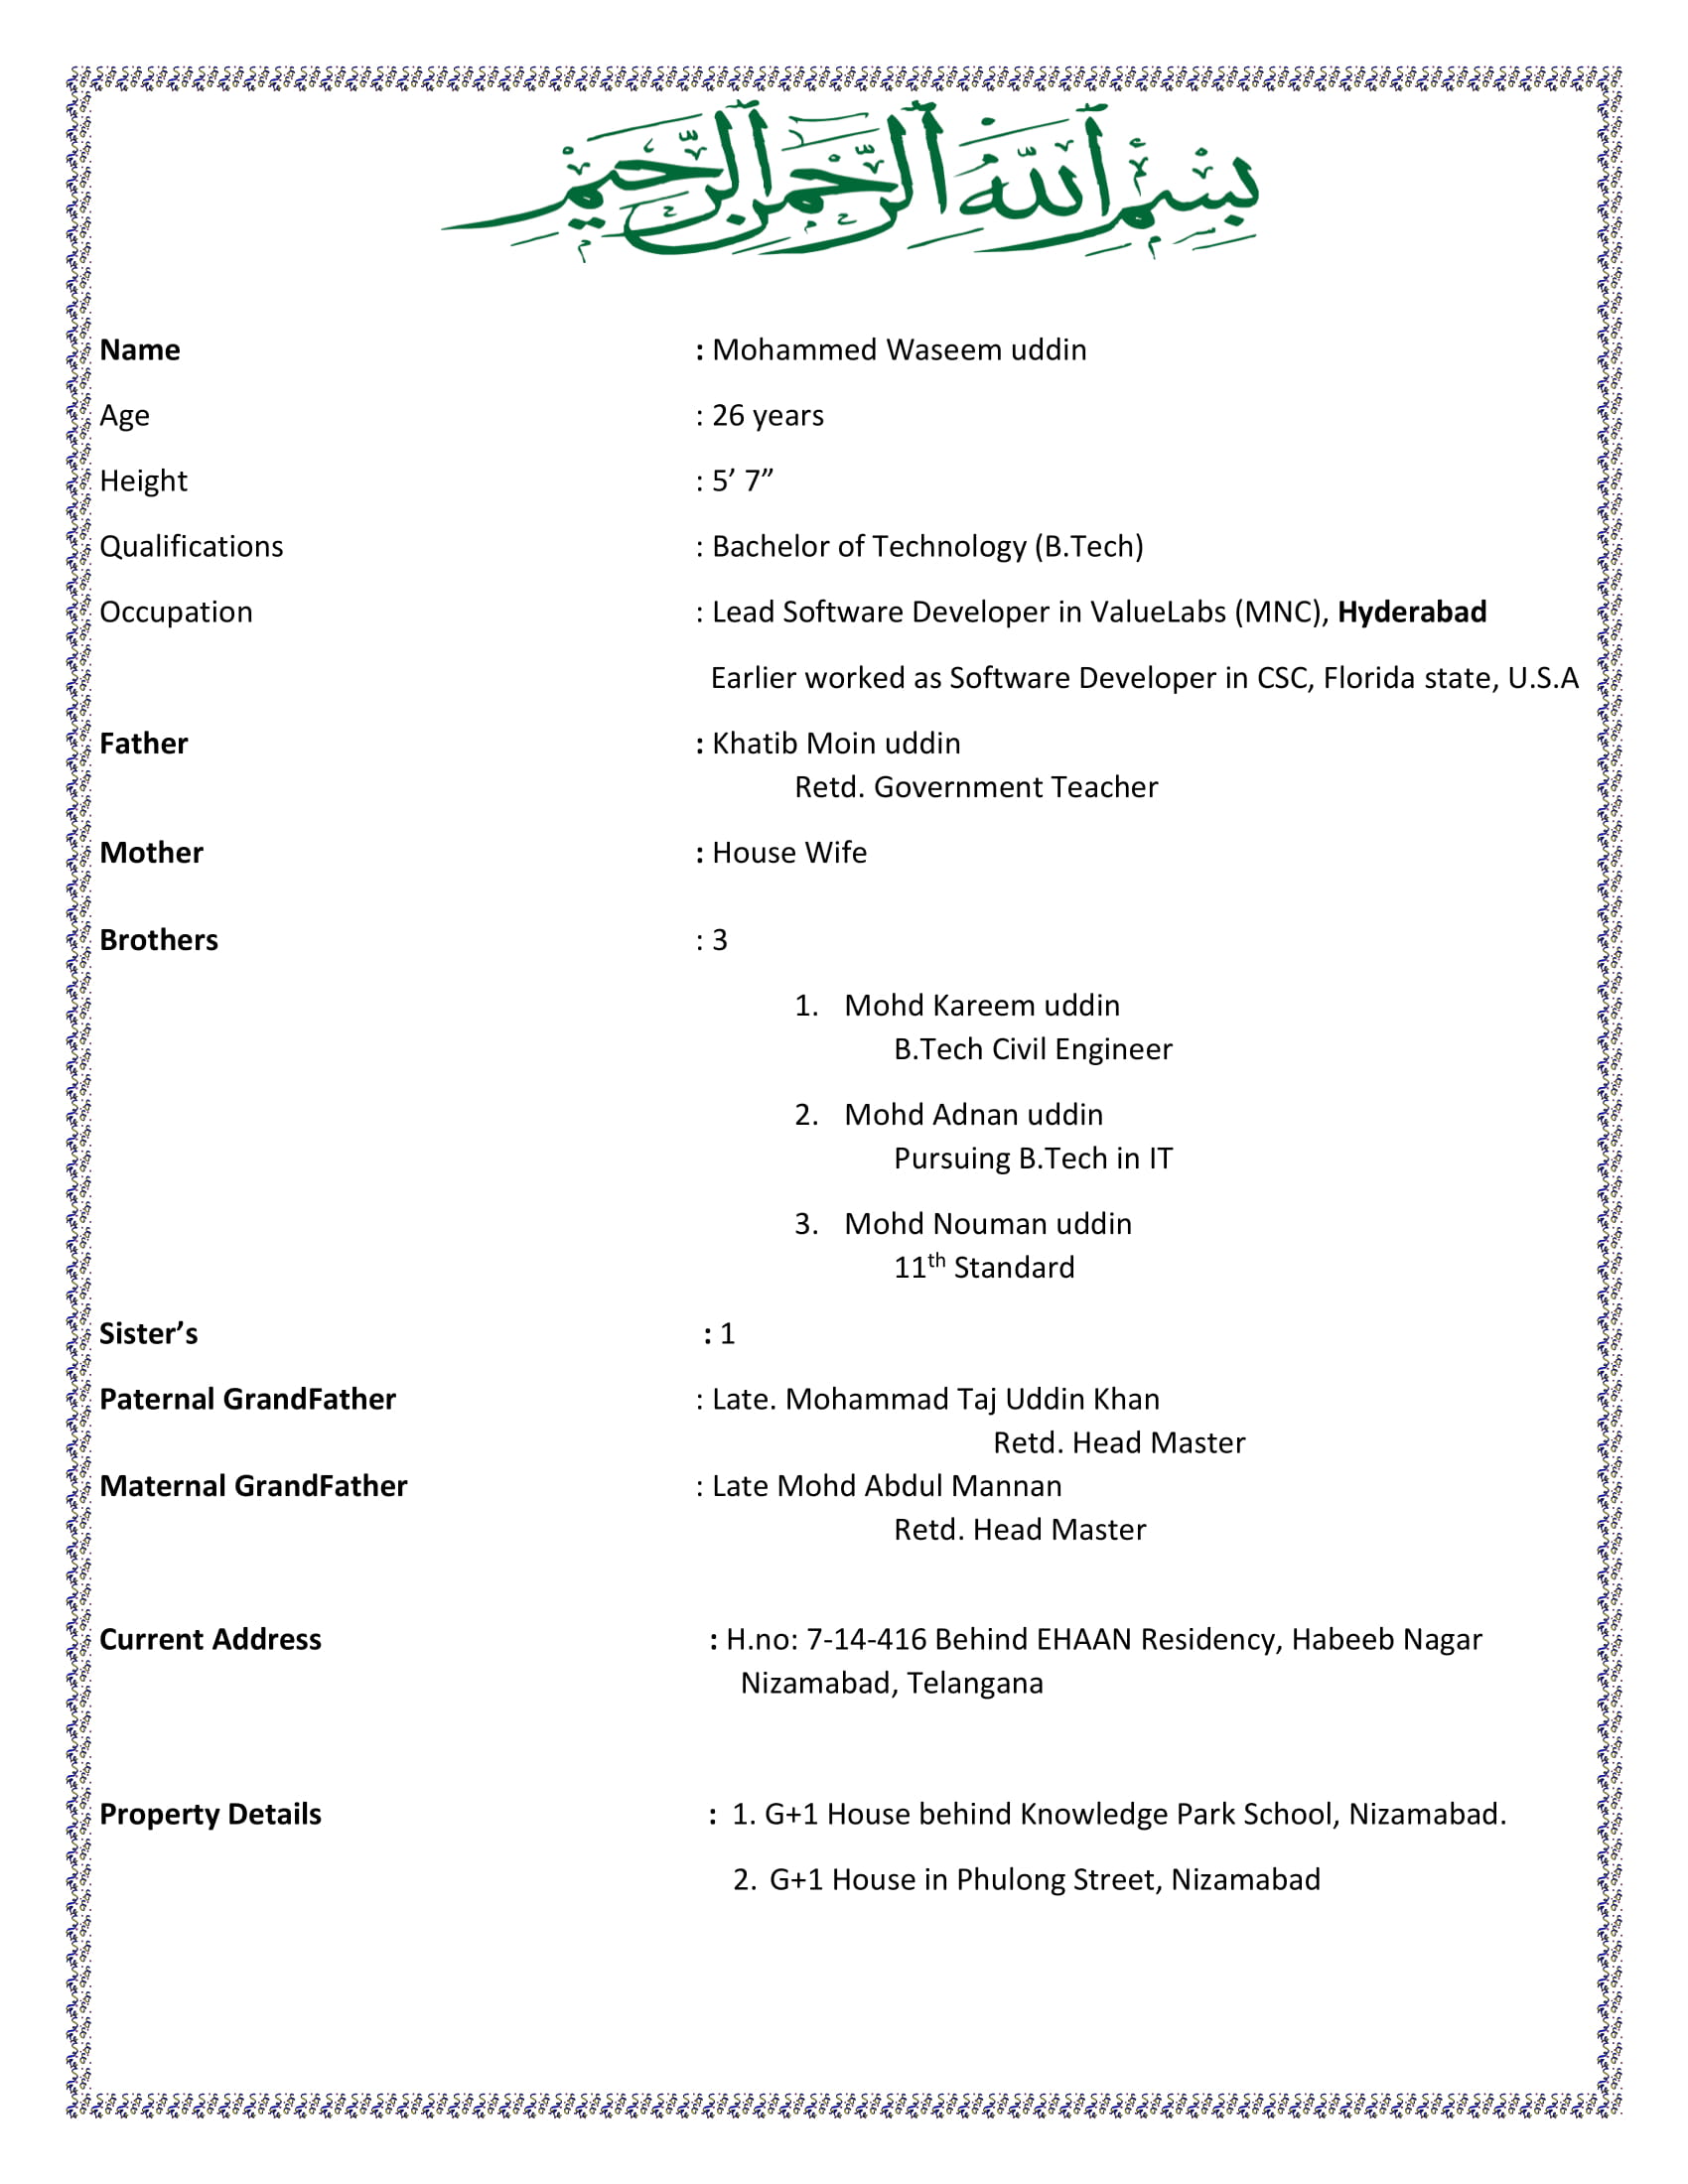 بِسْمِ ٱللَّهِ ٱلرَّحْمَٰنِ ٱلرَّحِيمِ
Name : Mohammed Waseem uddin
Age : 26 years
Height : 5’ 7”
Qualifications : Bachelor of Technology (B.Tech)
Occupation : Lead Software Developer in ValueLabs (MNC), Hyderabad
Earlier worked as Software Developer in CSC, Florida state, U.S.A
Father : Khatib Moin uddin
Retd. Government Teacher
Mother : House Wife
Brothers : 3
1. Mohd Kareem uddin
B.Tech Civil Engineer
2. Mohd Adnan uddin
Pursuing B.Tech in IT
3. Mohd Nouman uddin
11th Standard
Sister’s : 1
Paternal GrandFather : Late. Mohammad Taj Uddin Khan
Retd. Head Master
Maternal GrandFather : Late Mohd Abdul Mannan
Retd. Head Master
Current Address : H.no: 7-14-416 Behind EHAAN Residency, Habeeb Nagar
Nizamabad, Telangana
Property Details : 1. G+1 House behind Knowledge Park School, Nizamabad.
2. G+1 House in Phulong Street, Nizamabad